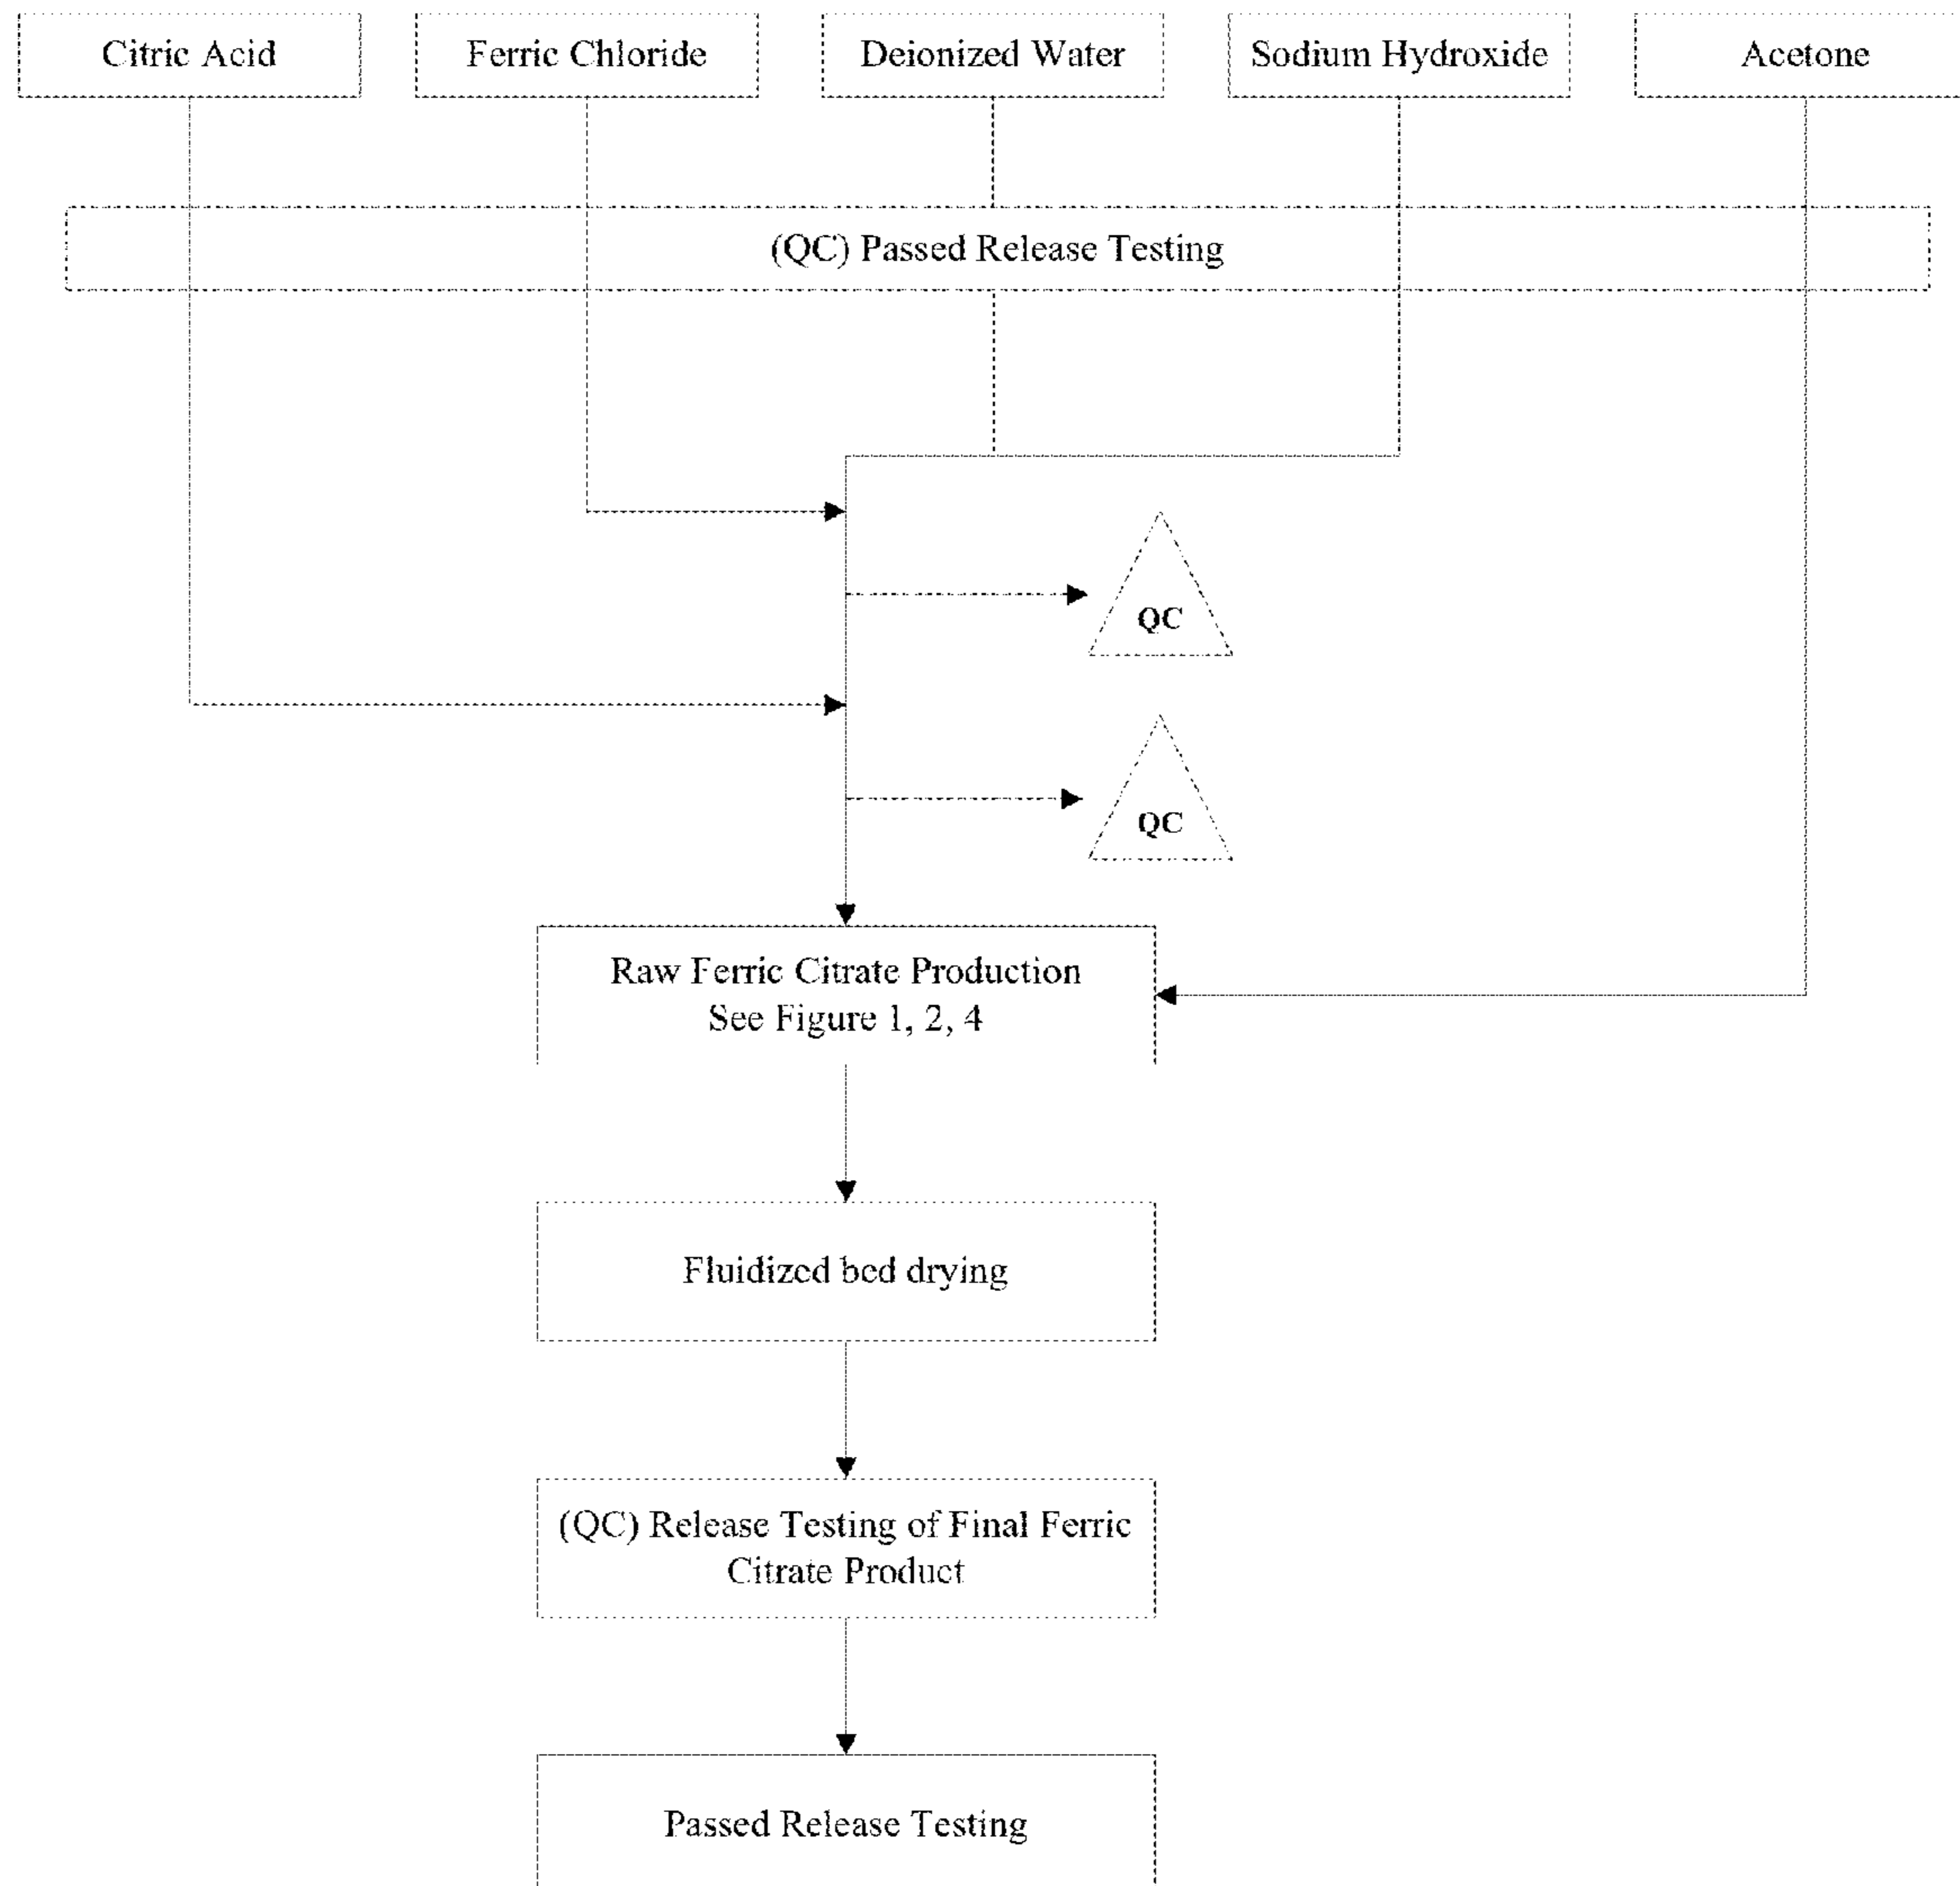 Citric Acid
Ferric Chloride
Deionized Water
Sodium Hydroxide
Acetone
(QC) Passed Release Testing
QC
QC
Raw Ferric Citrate Production
See Figure 1, 2, 4
Fluidized bed drying
(QC) Release Testing of Final Ferric
Citrate Product
Passed Release Testing